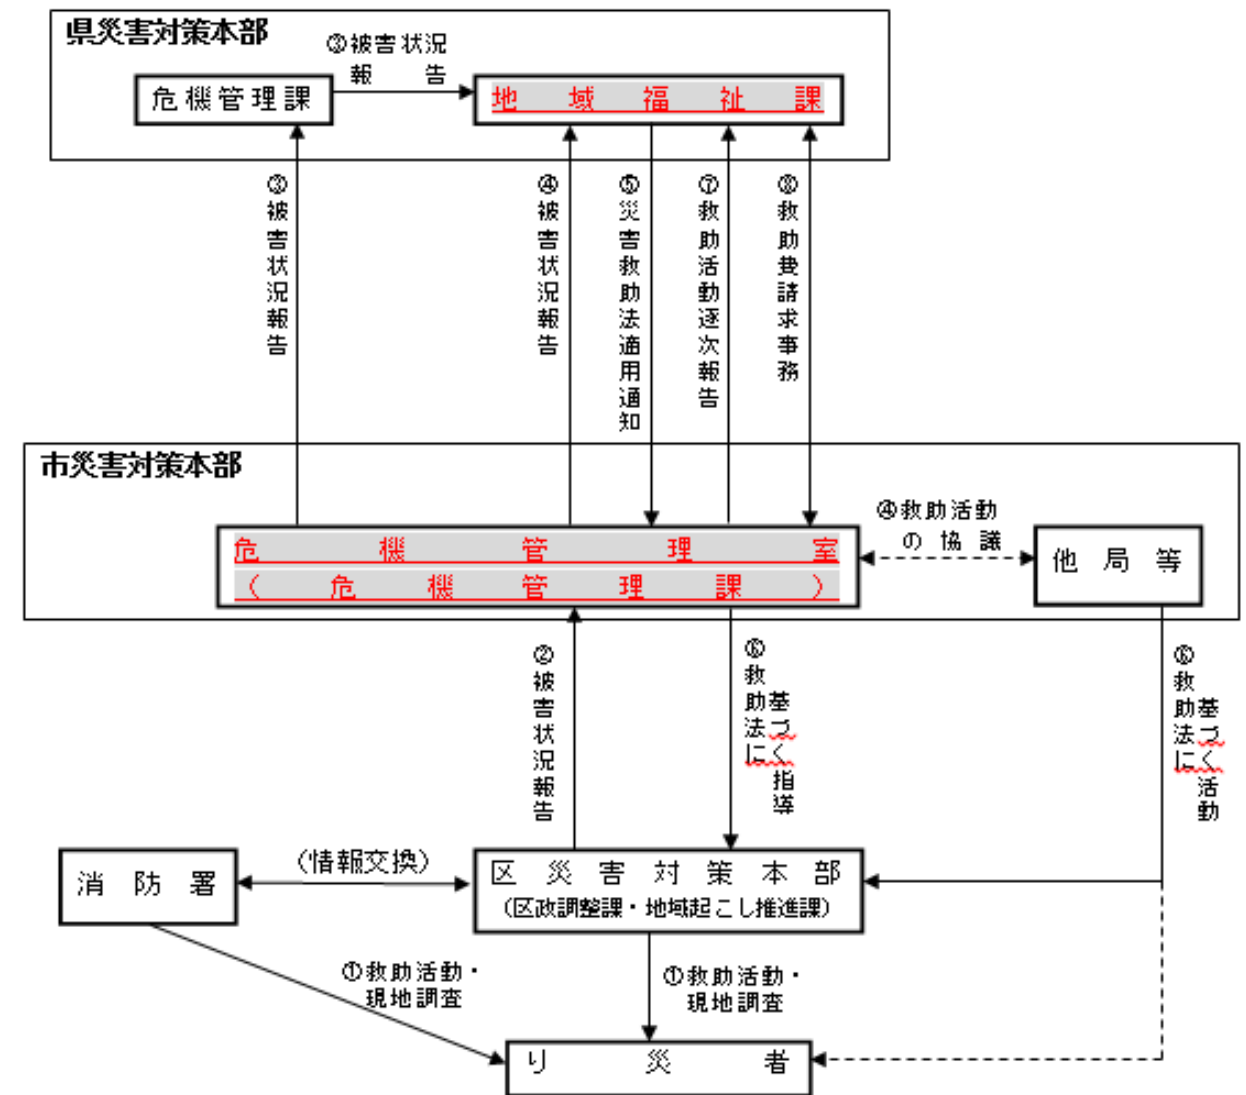 県災害対策本部
③被害状況
報告
危機管理課
地域福祉課
③被害状況報告
④被害状況報告
⑤災害救助法適用通知
⑦救助活動逐次報告
⑧救助費請求事務
市災害対策本部
④救助活動
の協議
危機管理室
(危機管理課)
他局等
②被害状況報告
⑥救助法に
基づく指導
⑥救助法に
基づく活動
消防署
(情報交換)
区災害対策本部
(区政調整課・地域起こし推進課)
①救助活動・
現地調査
①救助活動・
現地調査
り災者